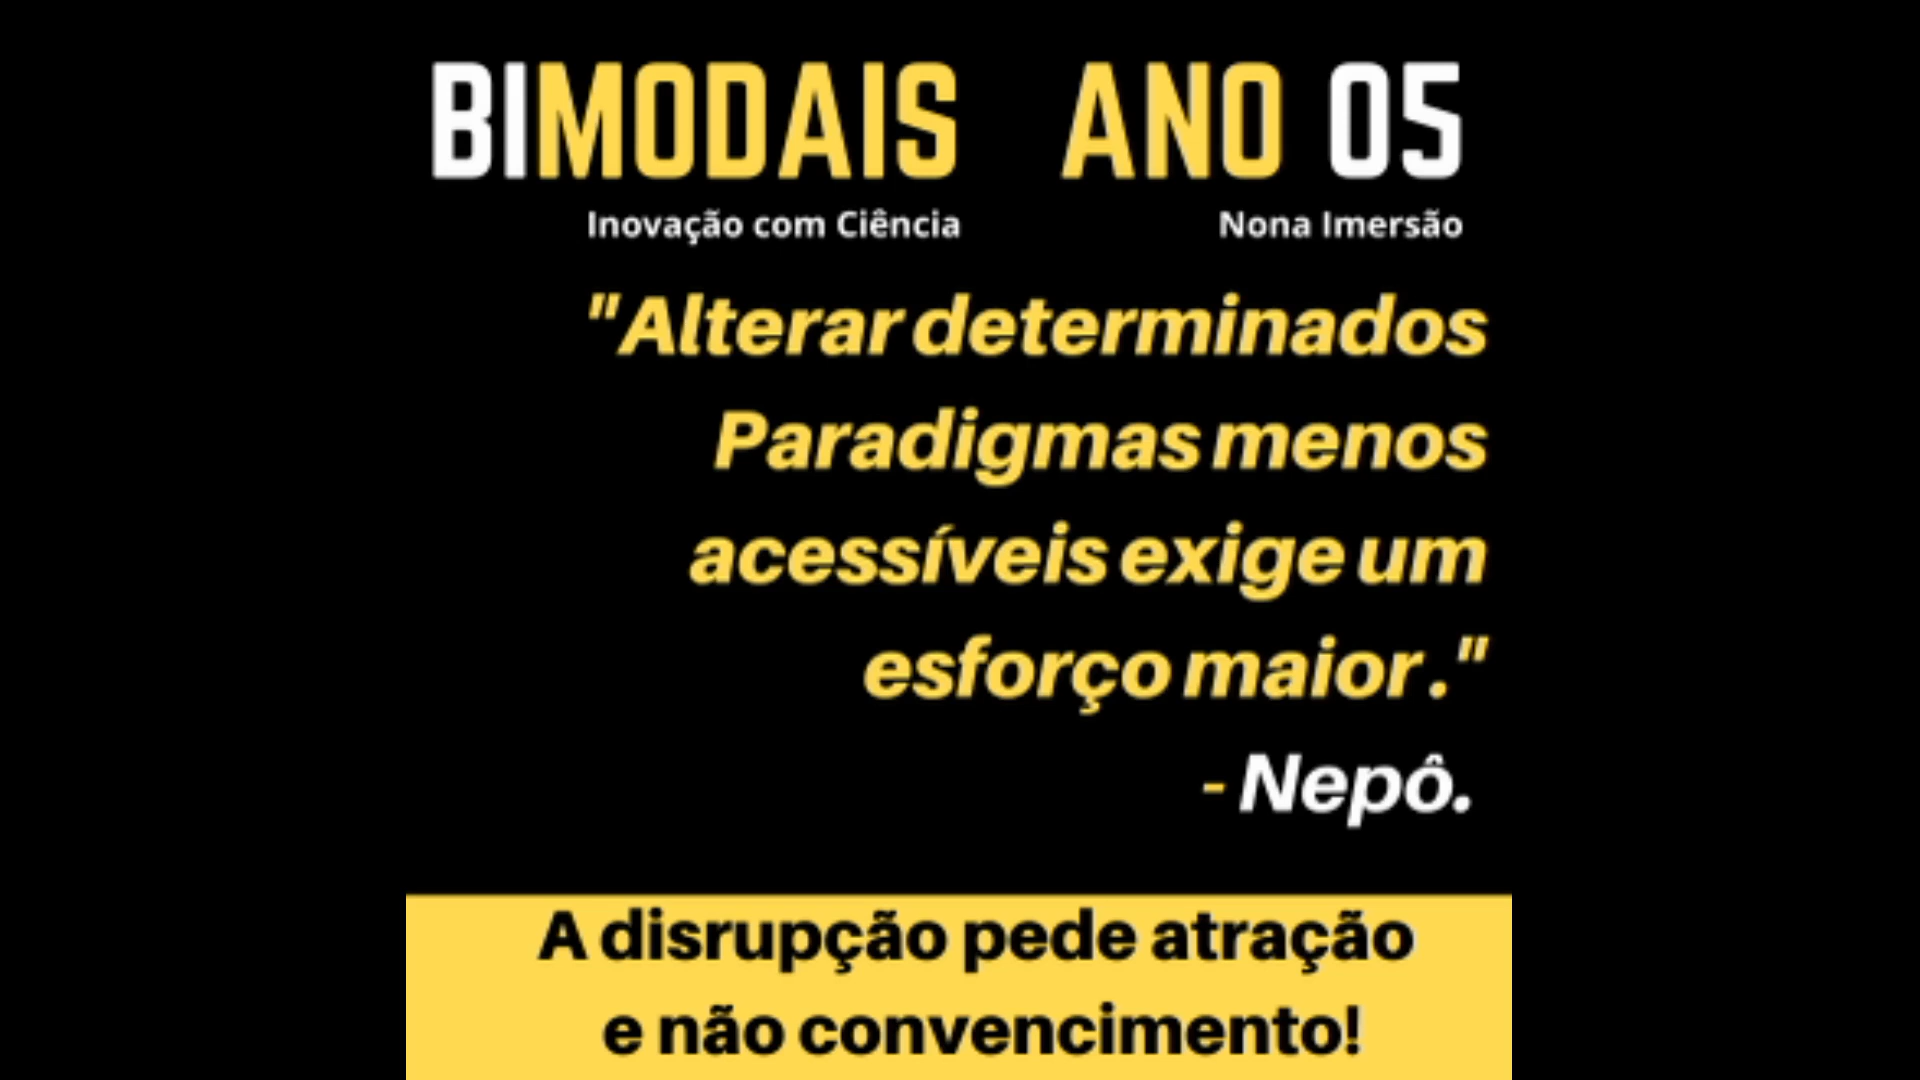 BIMODAIS ANO 05
Inovação com Ciência Nona Imersão
"Alterar determinados
Paradigmas menos
acessíveis exige um
esforço maior."
- Nepô.
A disrupção pede atração
e não convencimento!